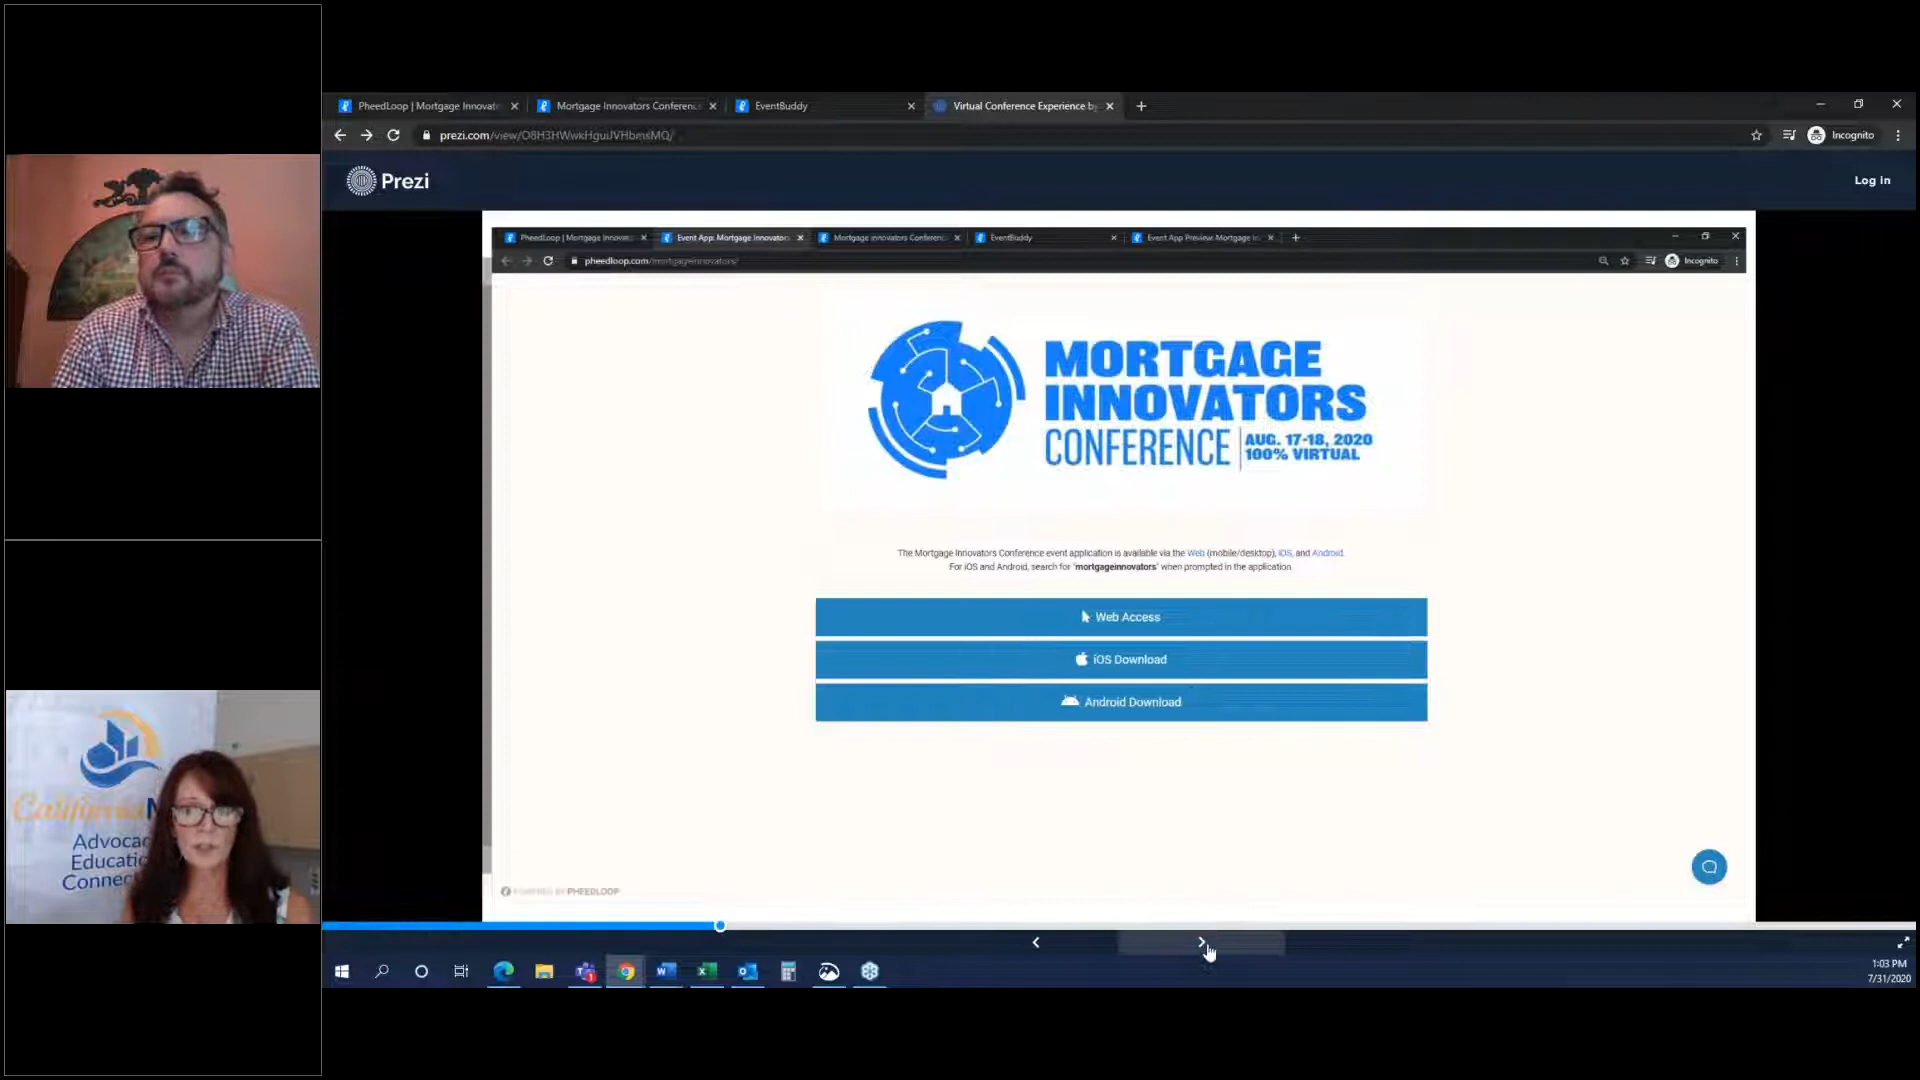 PheedLoop | Mortgage Innovat
Mortgage Innovators Conferenc
EventBuddy
Virtual Conference Experience by
Incognito
Prezi
Log in
PheedLoop | Mortgage Innovat
Event App: Mortgage Innovators
Mortgage Innovators Conferenc
EventBuddy
Event App Preview: Mortgage In
pheedloop.com/mortgageinnovators/
Incognito
MORTGAGE
INNOVATORS
CONFERENCE
AUG. 17-18, 2020
100% VIRTUAL
The Mortgage Innovators Conference event application is available via the Web (mobile/desktop), iOS, and Android.
For iOS and Android, search for "mortgageinnovators" when prompted in the application.
Web Access
iOS Download
Android Download
POWERED BY PHEEDLOOP
1:03 PM
7/31/2020
California
Advocac
Educatio
Connec